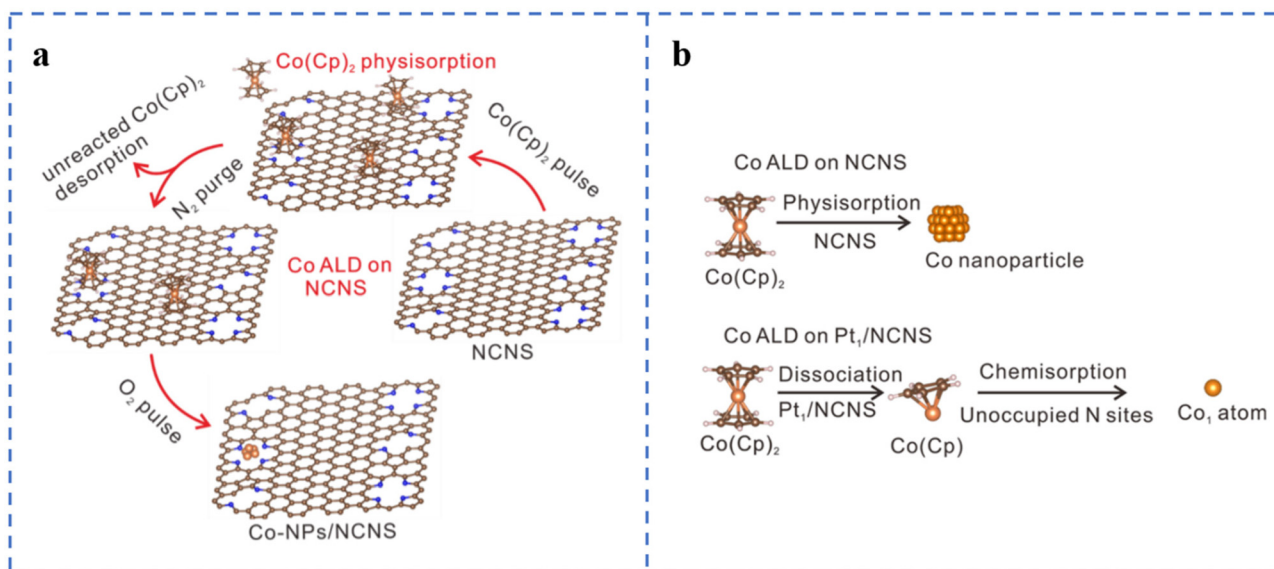 a
Co(Cp)₂ physisorption
unreacted Co(Cp)₂
desorption
N₂ purge
Co(Cp)₂ pulse
Co ALD on
NCNS
NCNS
O₂ pulse
Co-NPs/NCNS
b
Co ALD on NCNS
Physisorption
NCNS
Co(Cp)₂
Co nanoparticle
Co ALD on Pt₁/NCNS
Dissociation
Pt₁/NCNS
Chemisorption
Unoccupied N sites
Co(Cp)₂
Co(Cp)
Co₁ atom